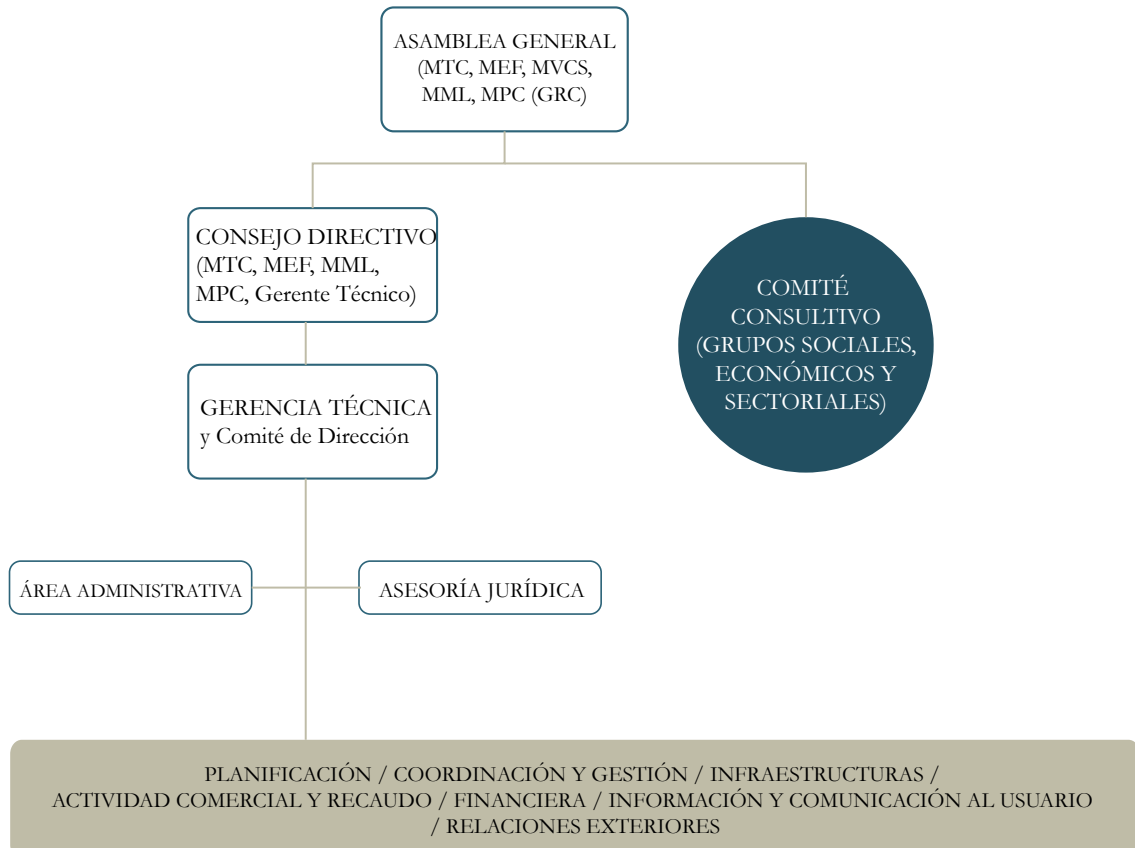 ASAMBLEA GENERAL
(MTC, MEF, MVCS,
MML, MPC (GRC)
CONSEJO DIRECTIVO
(MTC, MEF, MML,
MPC, Gerente Técnico)
COMITÉ
CONSULTIVO
(GRUPOS SOCIALES,
ECONÓMICOS Y
SECTORIALES)
GERENCIA TÉCNICA
y Comité de Dirección
ÁREA ADMINISTRATIVA
ASESORÍA JURÍDICA
PLANIFICACIÓN / COORDINACIÓN Y GESTIÓN / INFRAESTRUCTURAS /
ACTIVIDAD COMERCIAL Y RECAUDO / FINANCIERA / INFORMACIÓN Y COMUNICACIÓN AL USUARIO
/ RELACIONES EXTERIORES